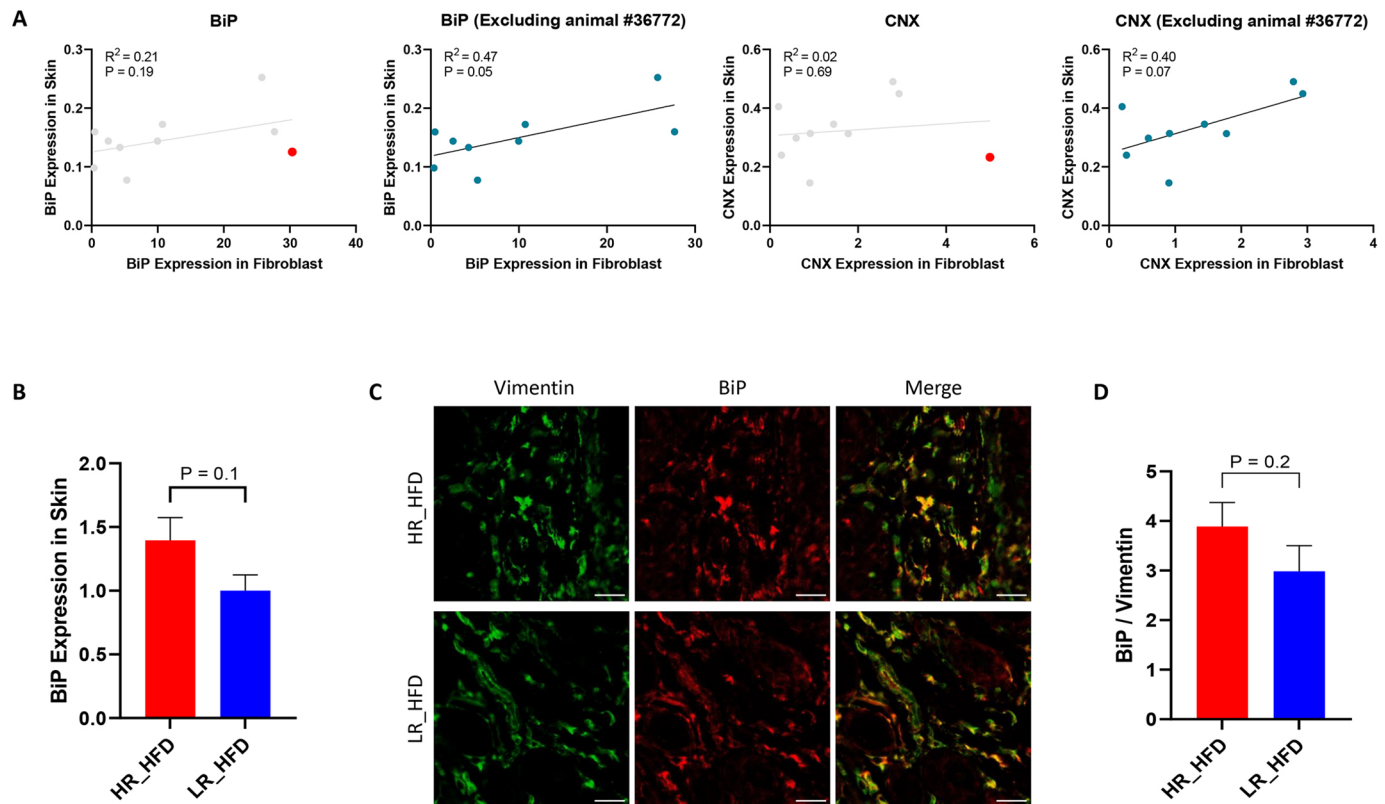 A
BiP
BiP (Excluding animal #36772)
CNX
CNX (Excluding animal #36772)
R2 = 0.21
P = 0.19
0.3
0.2
0.1
0.0
BiP Expression in Skin
0 10 20 30 40
BiP Expression in Fibroblast
R2 = 0.47
P = 0.05
0.3
0.2
0.1
0.0
BiP Expression in Skin
0 10 20 30
BiP Expression in Fibroblast
R2 = 0.02
P = 0.69
0.6
0.4
0.2
0.0
CNX Expression in Skin
0 2 4 6
CNX Expression in Fibroblast
R2 = 0.40
P = 0.07
0.6
0.4
0.2
0.0
CNX Expression in Skin
0 1 2 3 4
CNX Expression in Fibroblast
B
P = 0.1
2.0
1.5
1.0
0.5
0.0
BiP Expression in Skin
HR_HFD
LR_HFD
C
Vimentin
BiP
Merge
HR_HFD
LR_HFD
D
P = 0.2
5
4
3
2
1
0
BiP / Vimentin
HR_HFD
LR_HFD